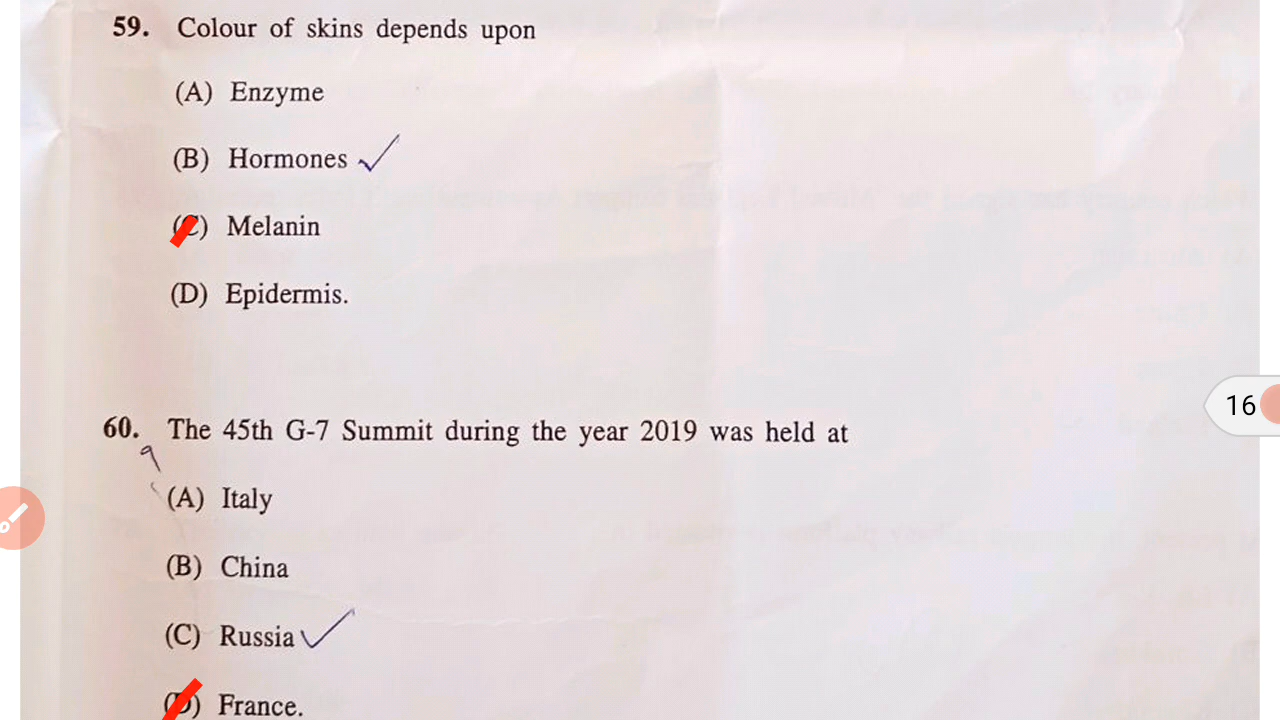 59. Colour of skins depends upon
(A) Enzyme
(B) Hormones
(C) Melanin
(D) Epidermis.
16
60. The 45th G-7 Summit during the year 2019 was held at
(A) Italy
(B) China
(C) Russia
(D) France.